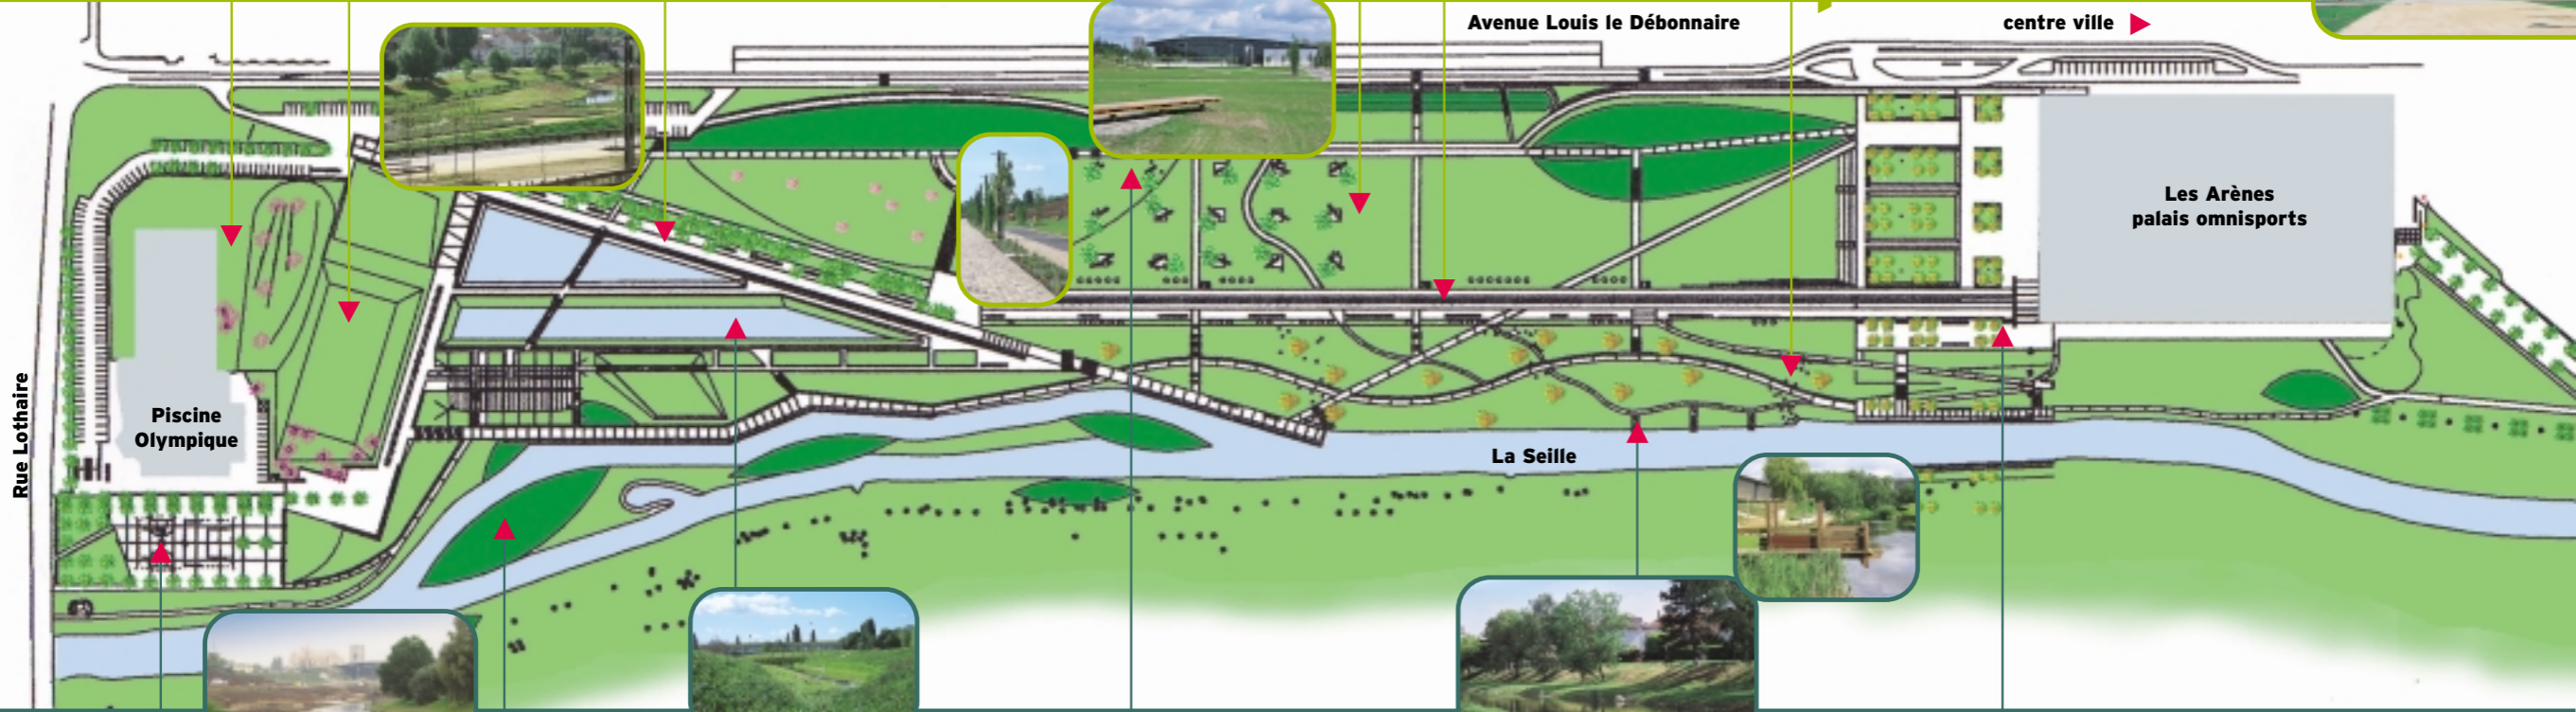 Avenue Louis le Débonnaire
centre ville
Les Arènes
palais omnisports
Rue Lothaire
Piscine
Olympique
La Seille